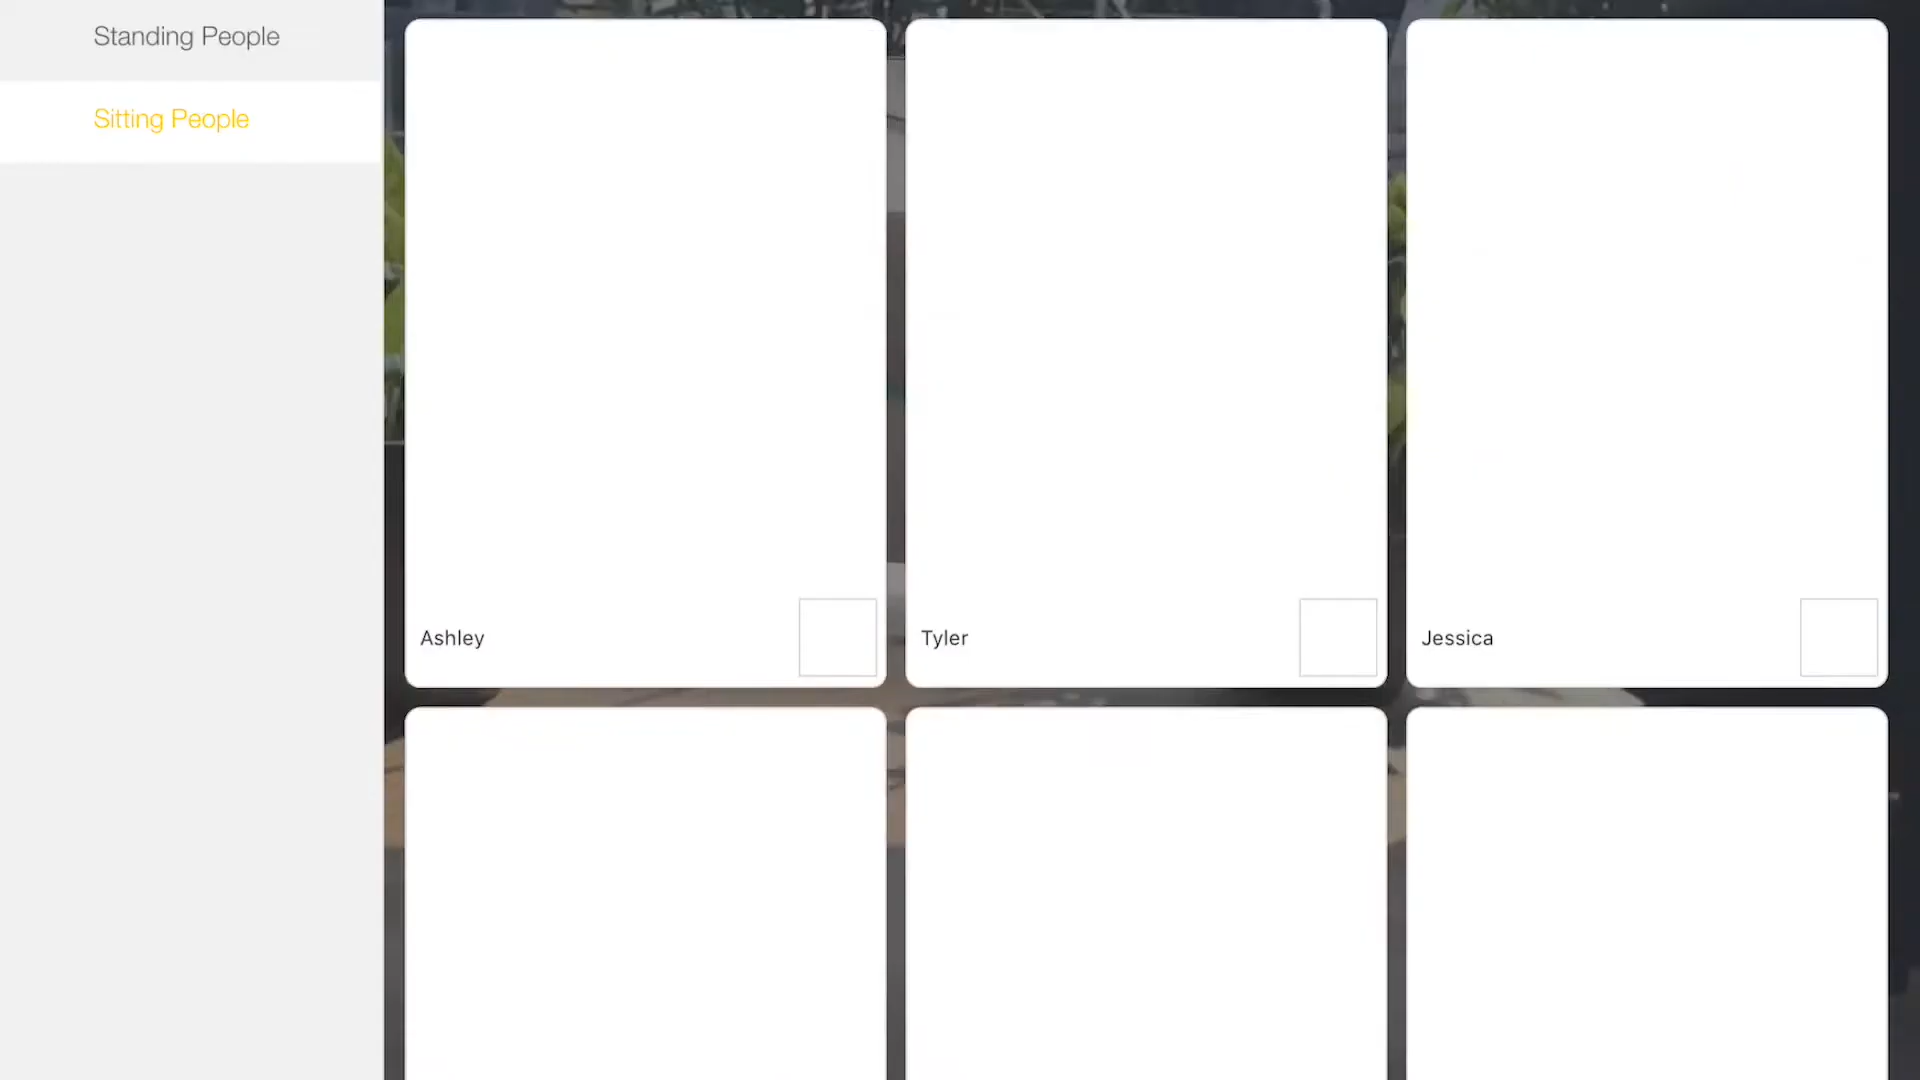 Standing People
Sitting People
Ashley
Tyler
Jessica